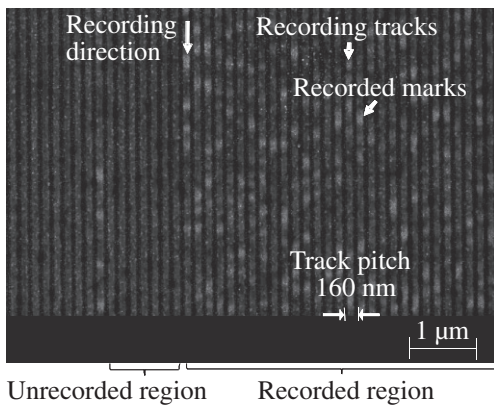 Recording
direction
Recording tracks
Recorded marks
Track pitch
160 nm
1 μm
Unrecorded region
Recorded region